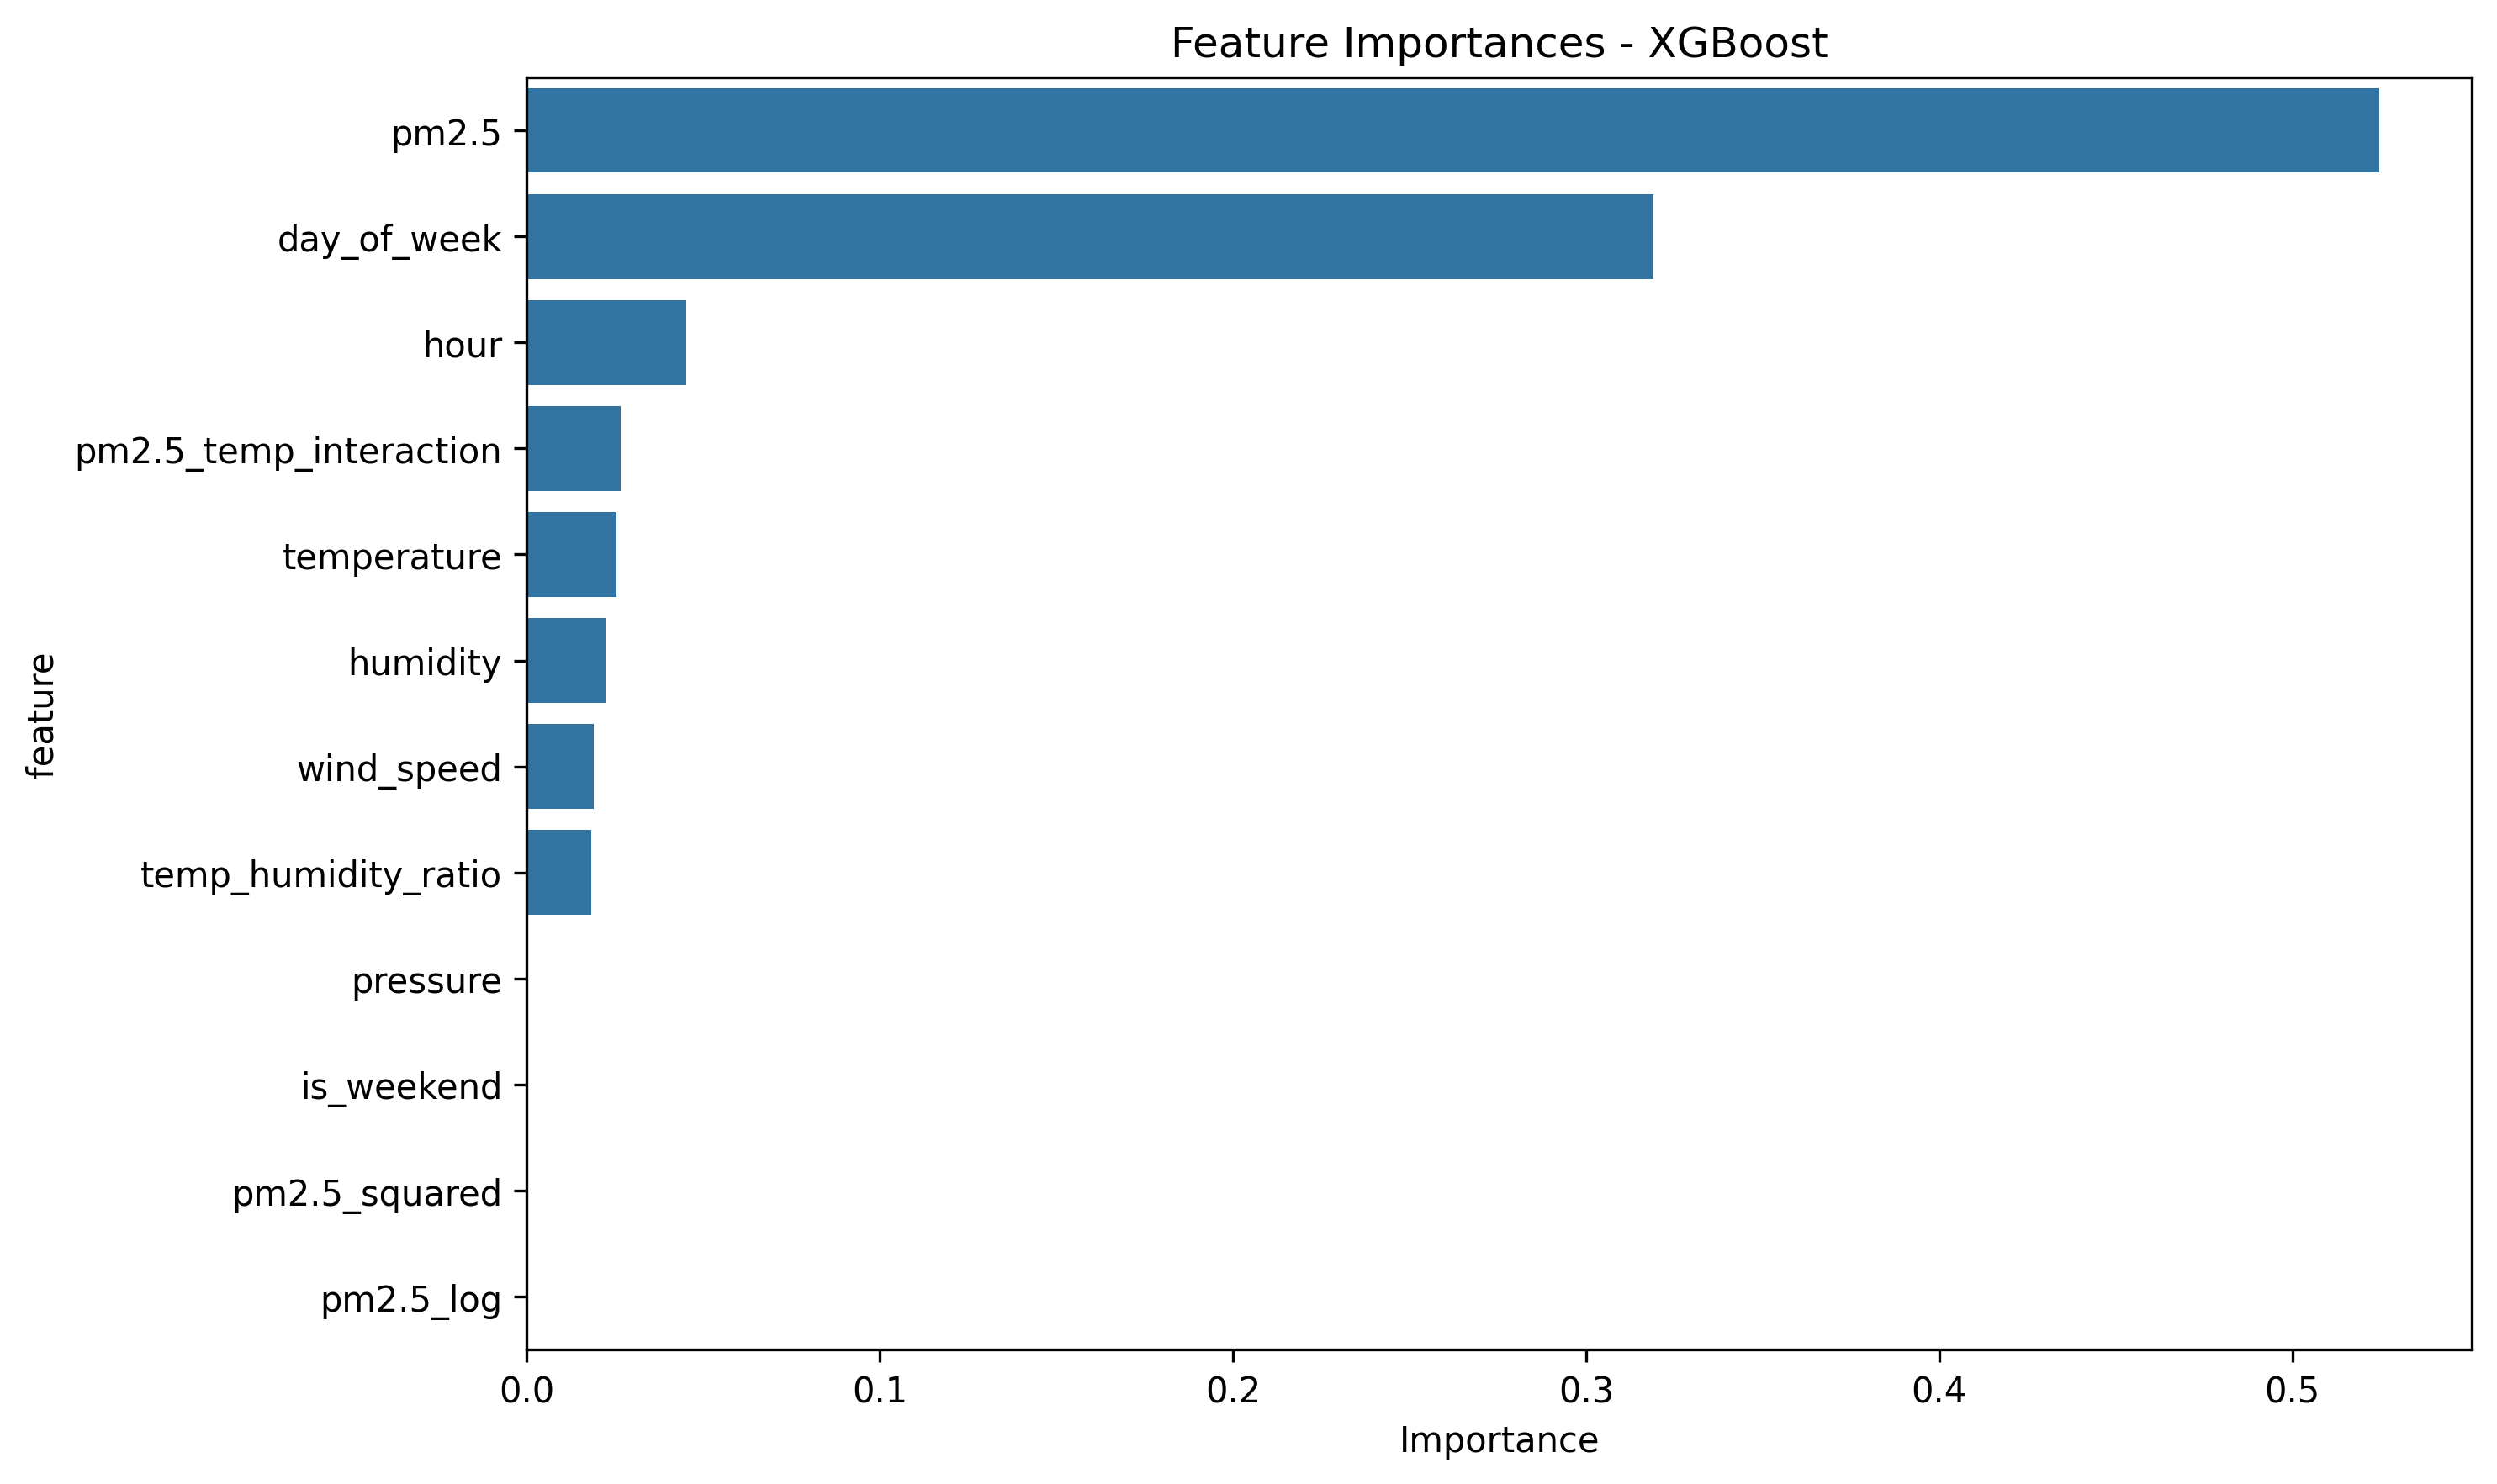 Feature Importances - XGBoost
feature
pm2.5
day_of_week
hour
pm2.5_temp_interaction
temperature
humidity
wind_speed
temp_humidity_ratio
pressure
is_weekend
pm2.5_squared
pm2.5_log
0.0 0.1 0.2 0.3 0.4 0.5
Importance